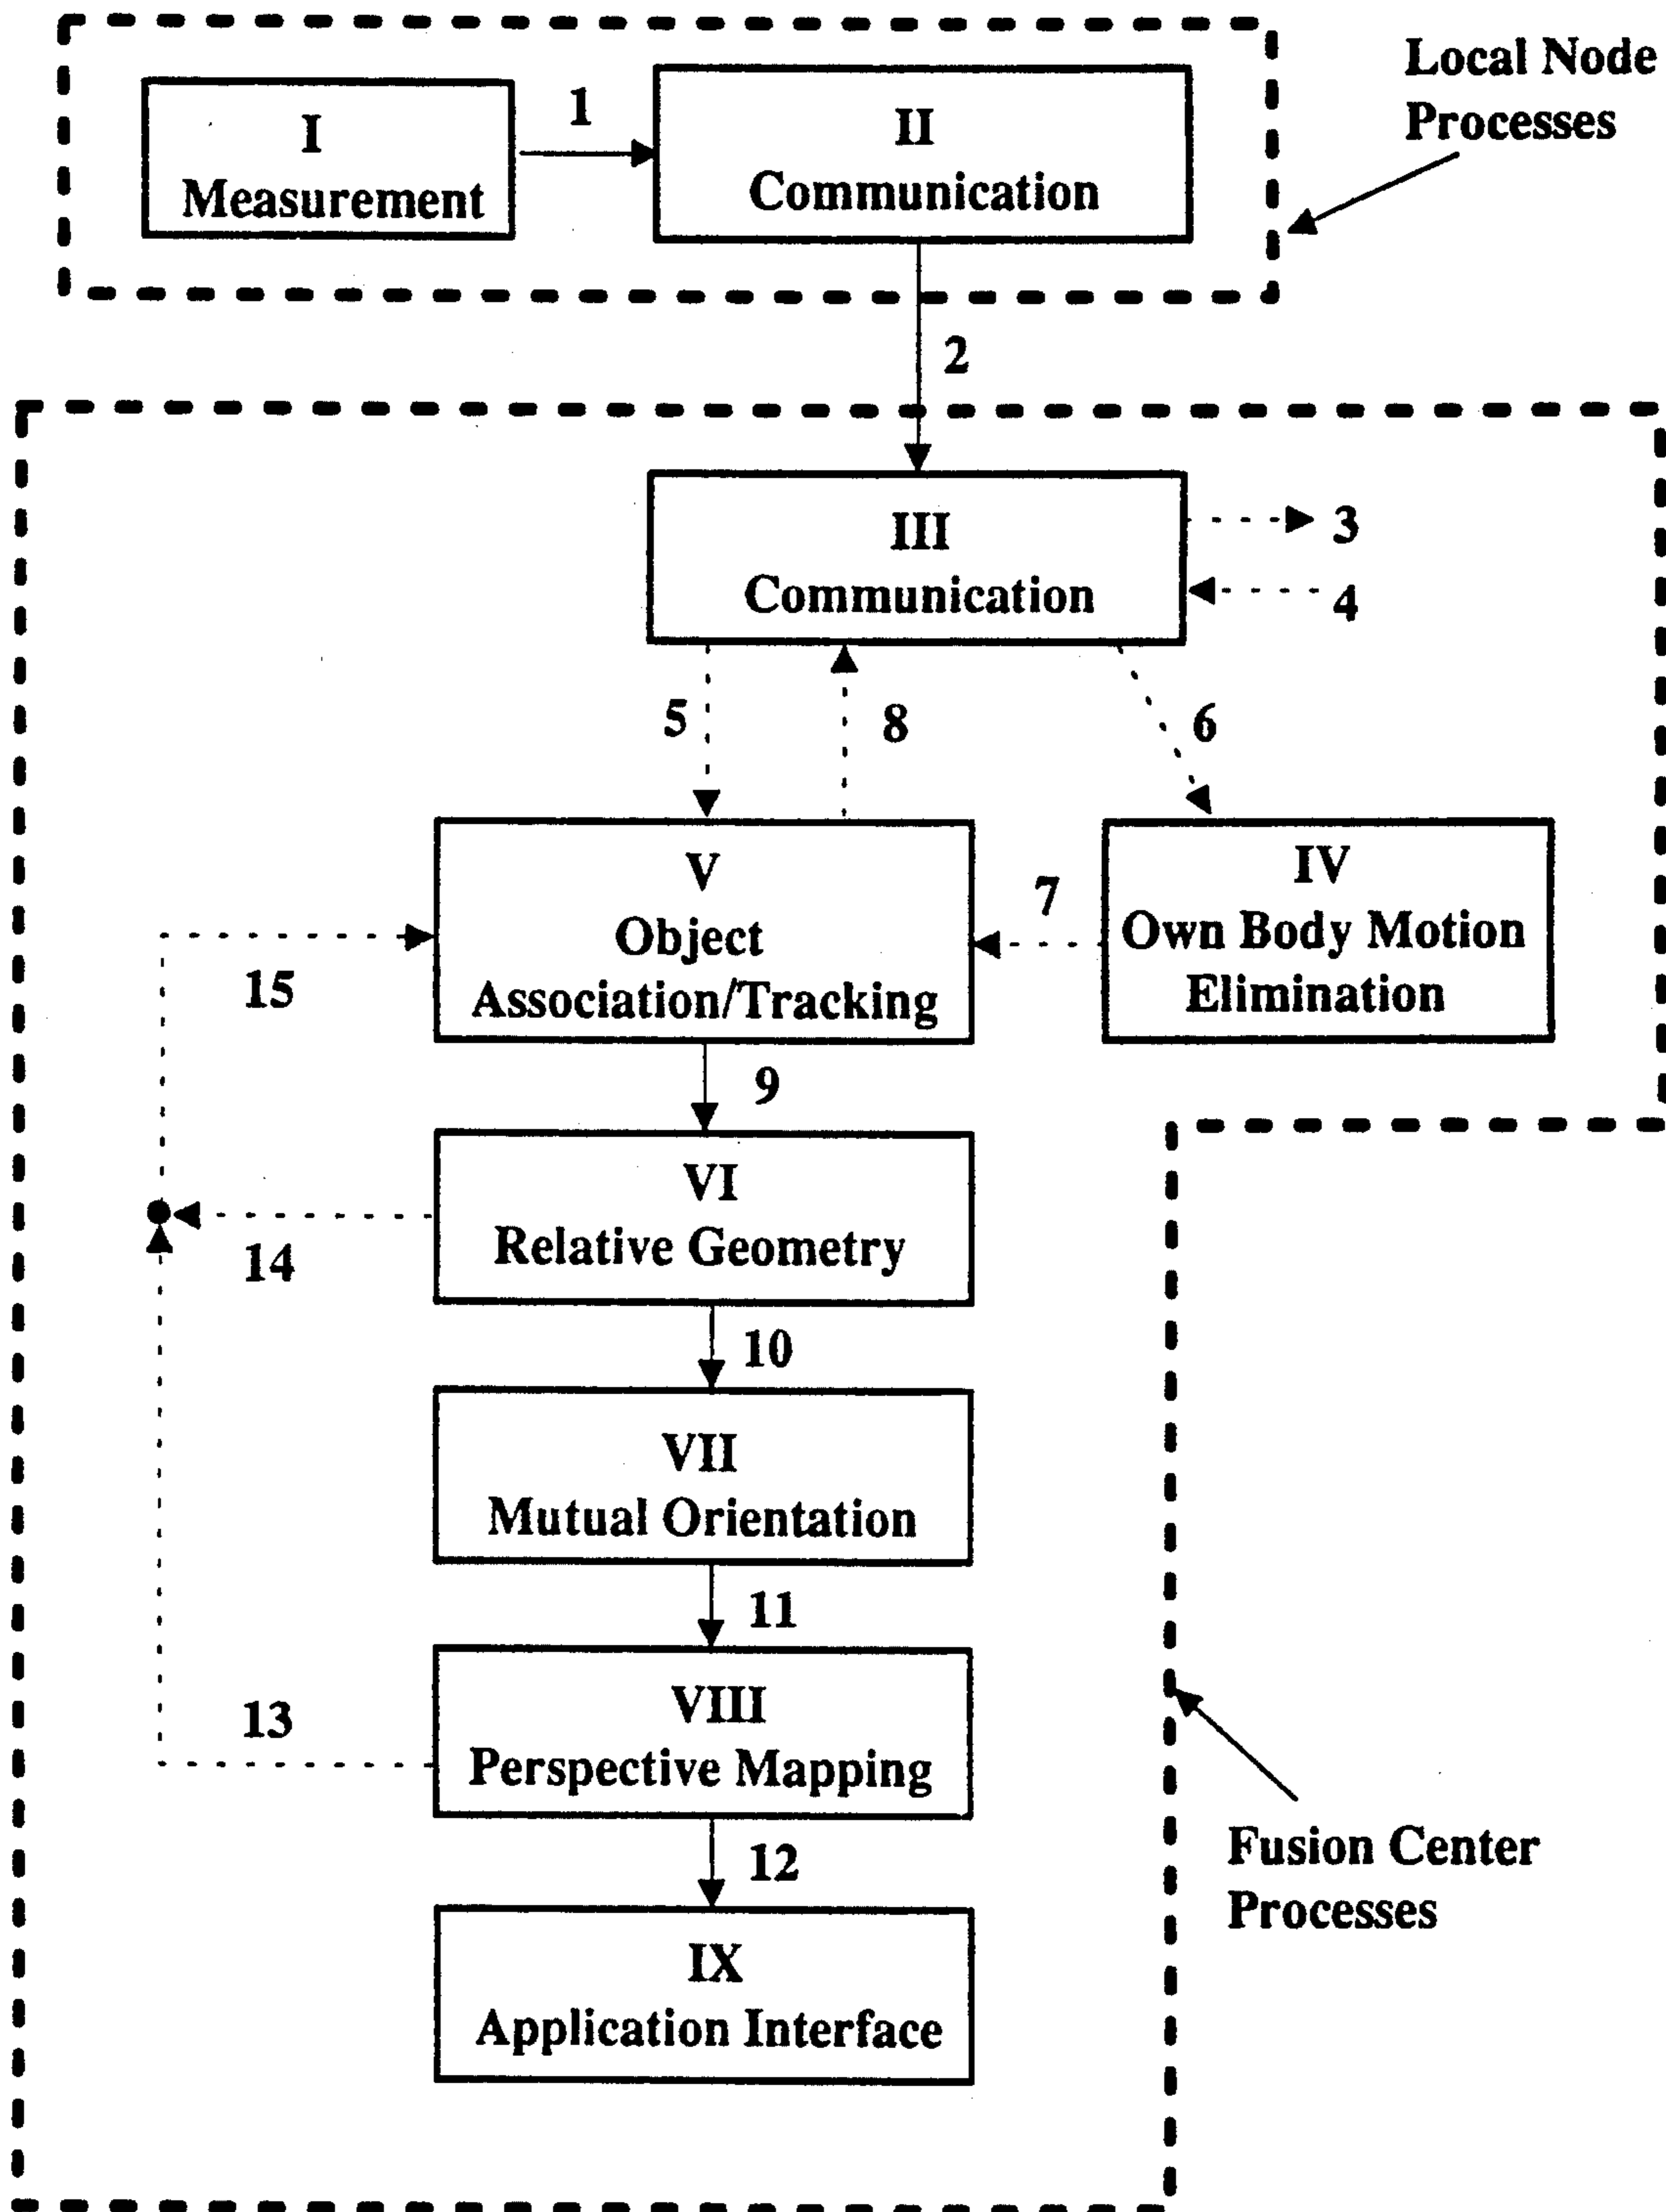 Local Node
Processes
I
Measurement
1
II
Communication
2
III
Communication
3
4
5
8
6
V
Object
Association/Tracking
7
IV
Own Body Motion
Elimination
15
9
VI
Relative Geometry
14
10
VII
Mutual Orientation
11
VIII
Perspective Mapping
13
12
Fusion Center
Processes
IX
Application Interface